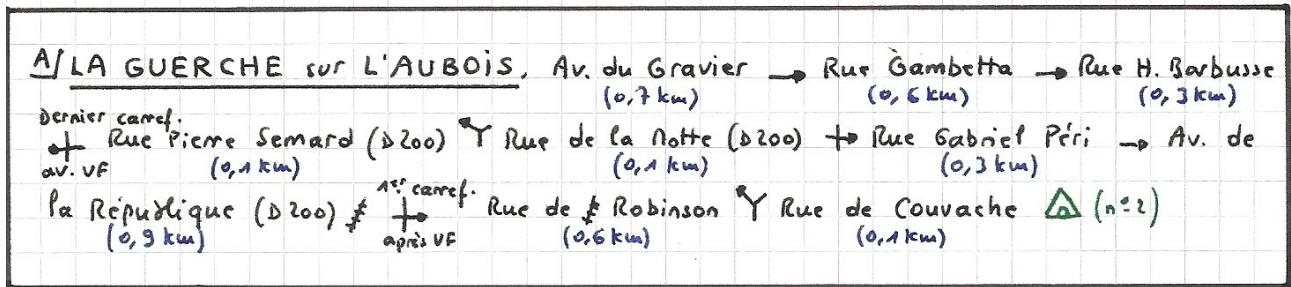 A/ LA GUERCHE sur L'AUBOIS. Av. du Gravier → Rue Gambetta → Rue H. Barbusse
(0,7 km) (0,6 km) (0,3 km)
Dernier carref.
Rue Pierre Semard (D200) Rue de la Motte (D200) Rue Gabriel Péri → Av. de
av. VF (0,1 km) (0,1 km) (0,3 km)
1er carref.
la République (D200) Rue de Robinson Rue de Couvache (n°2)
(0,9 km) après VF (0,6 km) (0,1 km)